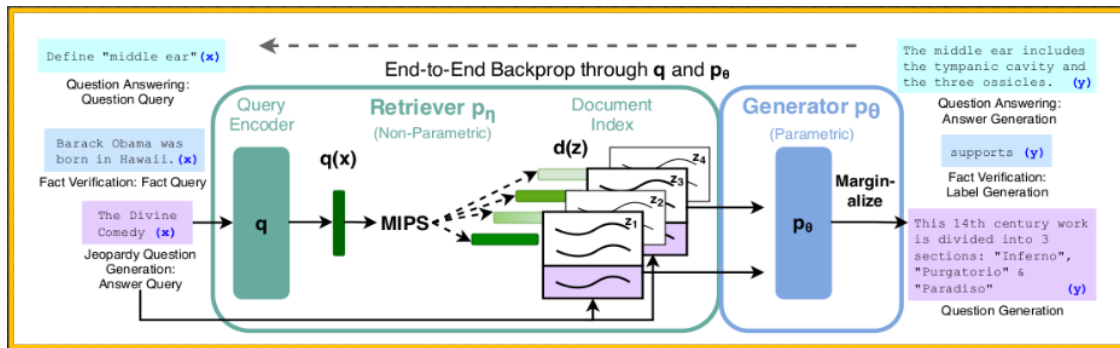 Define "middle ear"(x)
Question Answering:
Question Query
Barack Obama was
born in Hawaii.(x)
Fact Verification: Fact Query
The Divine
Comedy (x)
Jeopardy Question
Generation:
Answer Query
End-to-End Backprop through q and pθ
Query
Encoder
q
q(x)
Retriever pη
(Non-Parametric)
MIPS
Document
Index
d(z)
z4
z3
z2
z1
Generator pθ
(Parametric)
pθ
Margin-
alize
The middle ear includes
the tympanic cavity and
the three ossicles. (y)
Question Answering:
Answer Generation
supports (y)
Fact Verification:
Label Generation
This 14th century work
is divided into 3
sections: "Inferno",
"Purgatorio" &
"Paradiso" (y)
Question Generation